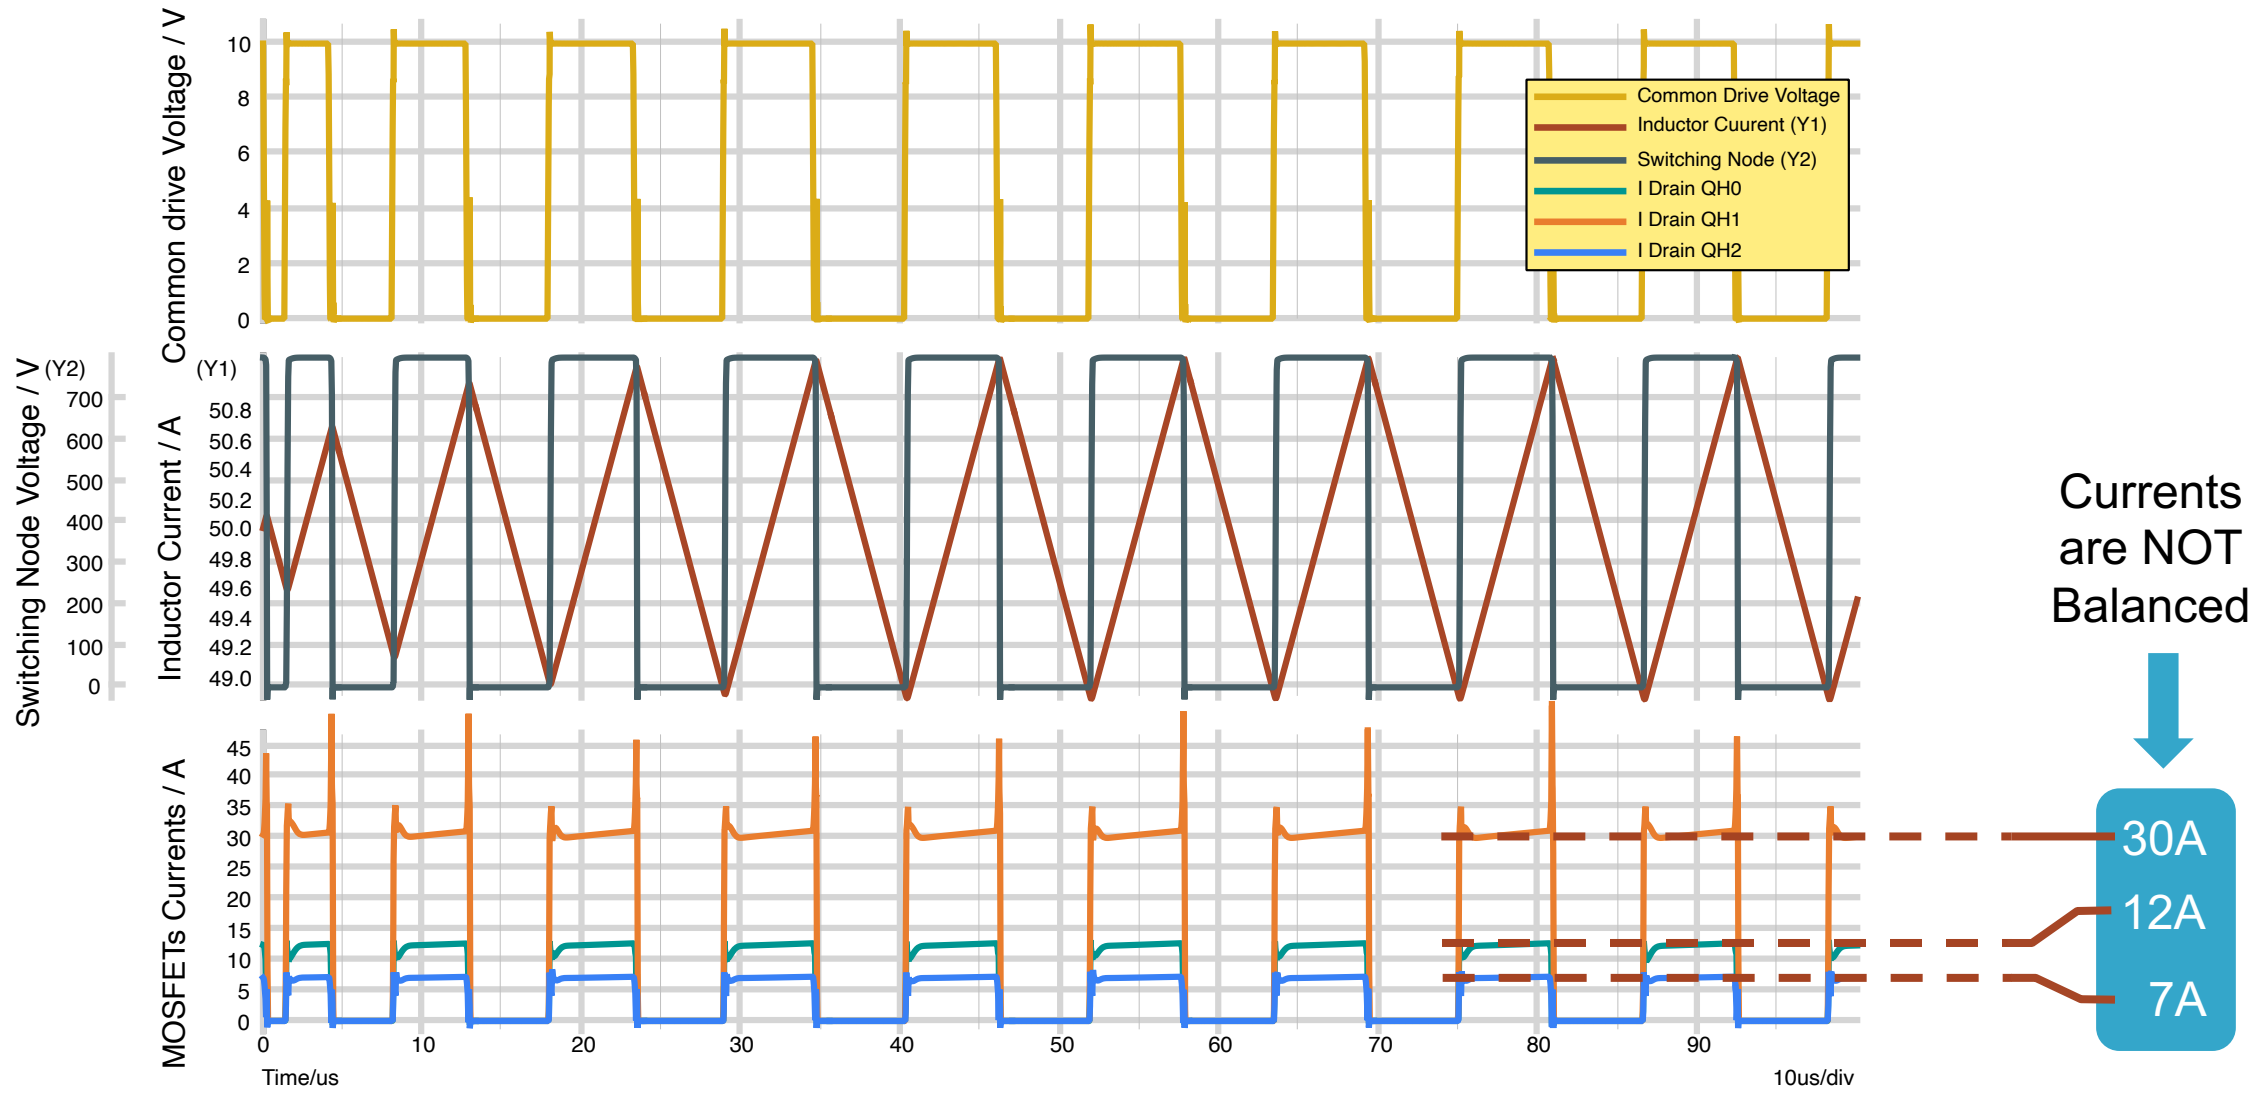 Common drive Voltage / V
10
8
6
4
2
0
Common Drive Voltage
Inductor Cuurent (Y1)
Switching Node (Y2)
I Drain QH0
I Drain QH1
I Drain QH2
Switching Node Voltage / V
(Y2)
700
600
500
400
300
200
100
0
Inductor Current / A
(Y1)
50.8
50.6
50.4
50.2
50.0
49.8
49.6
49.4
49.2
49.0
MOSFETs Currents / A
45
40
35
30
25
20
15
10
5
0
0 10 20 30 40 50 60 70 80 90
Time/us
10us/div
Currents
are NOT
Balanced
30A
12A
7A